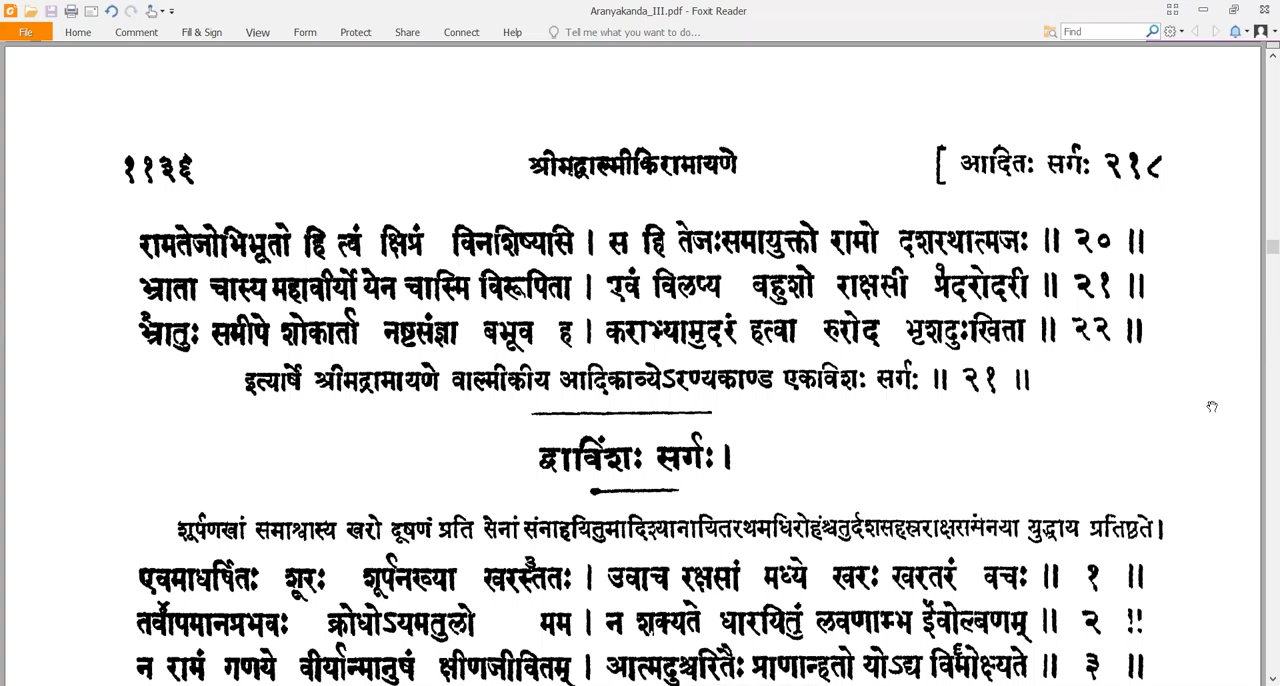 Aranyakanda_III.pdf - Foxit Reader
File Home Comment Fill & Sign View Form Protect Share Connect Help Tell me what you want to do... Find
११३६ श्रीमद्वाल्मीकिरामायणे [ आदितः सर्गः २१८
रामतेजोभिभूतो हि त्वं क्षिप्रं विनशिष्यसि । स हि तेजःसमायुक्तो रामो दशरथात्मजः ॥ २० ॥
भ्राता चास्य महावीर्यो येन चास्मि विरूपिता । एवं विलप्य बहुशो राक्षसी प्रदरोदरी ॥ २१ ॥
भ्रातुः समीपे शोकार्ता नष्टसंज्ञा बभूव ह । कराभ्यामुदरं हत्वा रुरोद भृशदुःखिता ॥ २२ ॥
इत्यार्षे श्रीमद्रामायणे वाल्मीकीय आदिकाव्येऽरण्यकाण्ड एकविंशः सर्गः ॥ २१ ॥
द्वाविंशः सर्गः ।
शूर्पणखां समाश्वास्य खरो दूषणं प्रति सेनां संनाहयितुमादिश्यानायितरथमधिरोहंश्चतुर्दशसहस्रराक्षससेनया युद्धाय प्रतिष्ठते ।
एवमाधर्षितः शूरः शूर्पनख्या खरस्ततः । उवाच रक्षसां मध्ये खरः खरतरं वचः ॥ १ ॥
तवापमानप्रभवः क्रोधोऽयमतुलो मम । न शक्यते धारयितुं लवणाम्भ इवोल्बणम् ॥ २ ॥
न रामं गणये वीर्यान्मानुषं क्षीणजीवितम् । आत्मदुश्चरितैः प्राणान्हतो योऽद्य विमोक्ष्यते ॥ ३ ॥